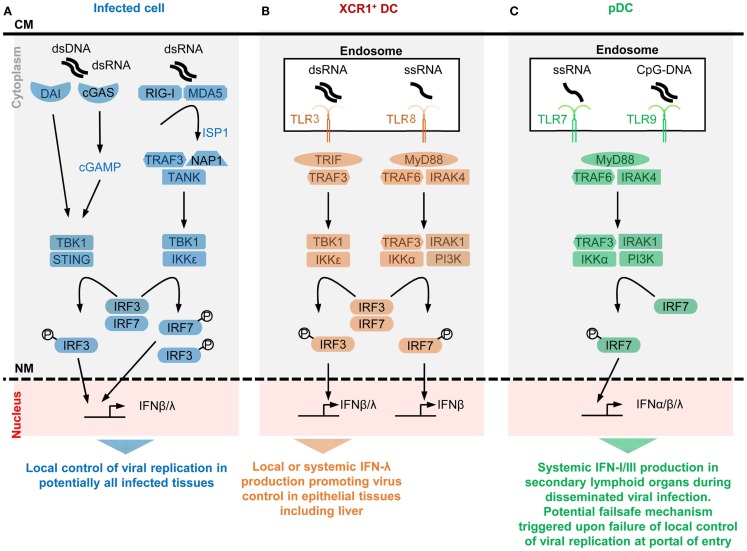 A
Infected cell
CM
Cytoplasm
dsDNA
dsRNA
DAI
cGAS
cGAMP
TBK1
STING
dsRNA
RIG-I
MDA5
ISP1
TRAF3
NAP1
TANK
TBK1
IKKε
IRF3
IRF7
P
IRF3
P
IRF7
P
IRF3
NM
Nucleus
IFNβ/λ
Local control of viral replication in
potentially all infected tissues
B
XCR1+ DC
Endosome
dsRNA
ssRNA
TLR3
TLR8
TRIF
TRAF3
MyD88
TRAF6
IRAK4
TBK1
IKKε
TRAF3
IRAK1
IKKα
PI3K
IRF3
IRF7
P
IRF3
P
IRF7
IFNβ/λ
IFNβ
Local or systemic IFN-λ
production promoting virus
control in epithelial tissues
including liver
C
pDC
Endosome
ssRNA
CpG-DNA
TLR7
TLR9
MyD88
TRAF6
IRAK4
TRAF3
IRAK1
IKKα
PI3K
IRF7
P
IRF7
IFNα/β/λ
Systemic IFN-I/III production in
secondary lymphoid organs during
disseminated viral infection.
Potential failsafe mechanism
triggered upon failure of local control
of viral replication at portal of entry